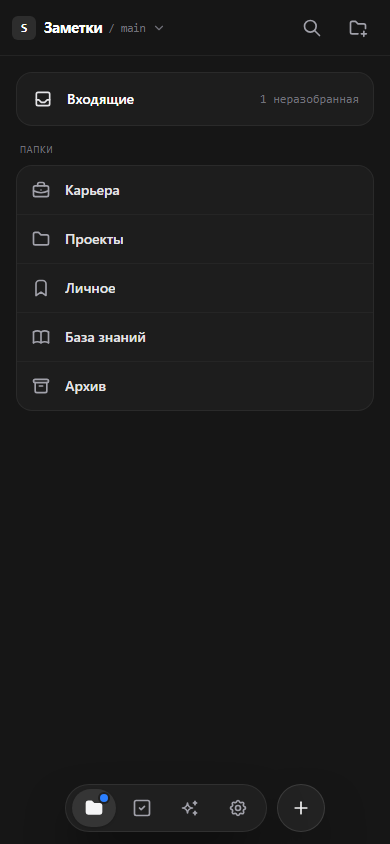 S Заметки / main
Входящие 1 неразобранная
ПАПКИ
Карьера
Проекты
Личное
База знаний
Архив